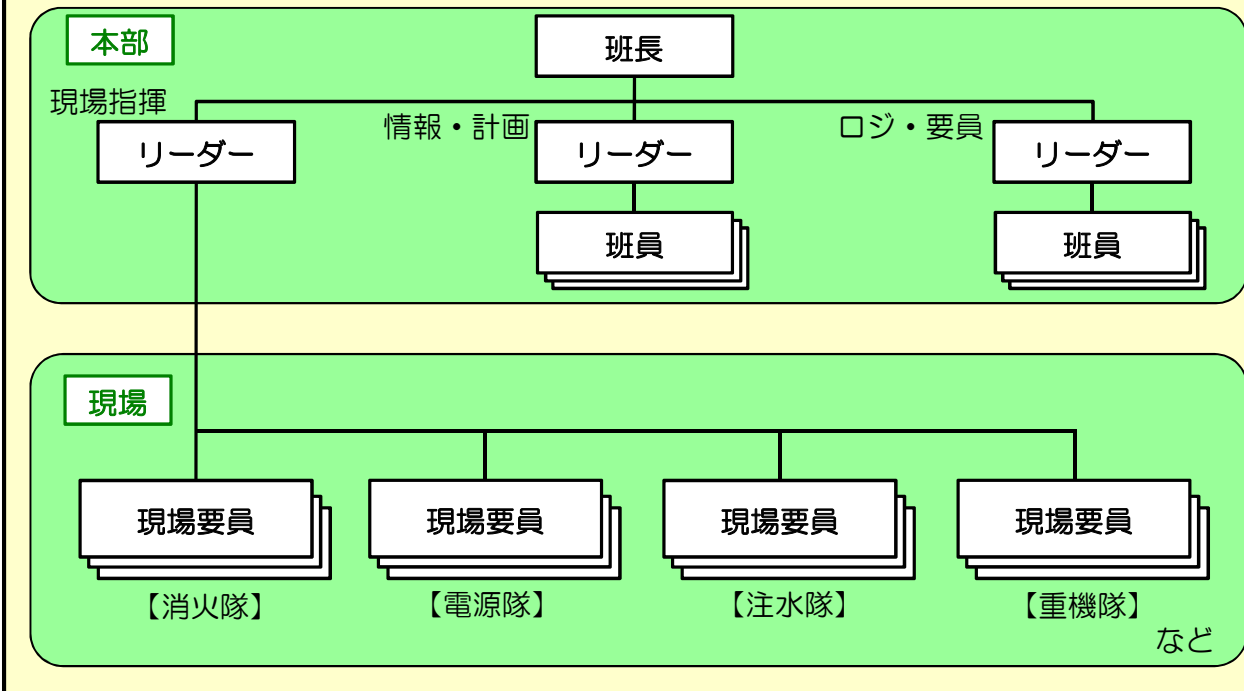 本部
班長
現場指揮
情報・計画
ロジ・要員
リーダー
リーダー
リーダー
班員
班員
現場
現場要員
現場要員
現場要員
現場要員
【消火隊】
【電源隊】
【注水隊】
【重機隊】
など